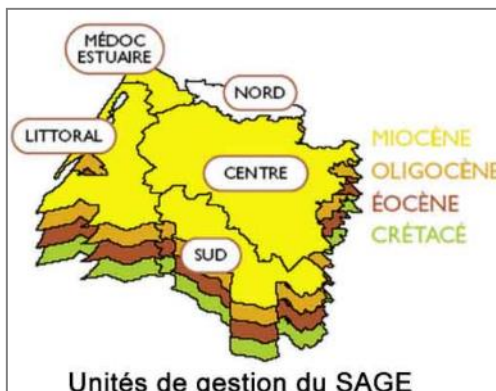 MÉDOC
ESTUAIRE
NORD
LITTORAL
MIOCÈNE
OLIGOCÈNE
CENTRE
ÉOCÈNE
CRÉTACÉ
SUD
Unités de gestion du SAGE